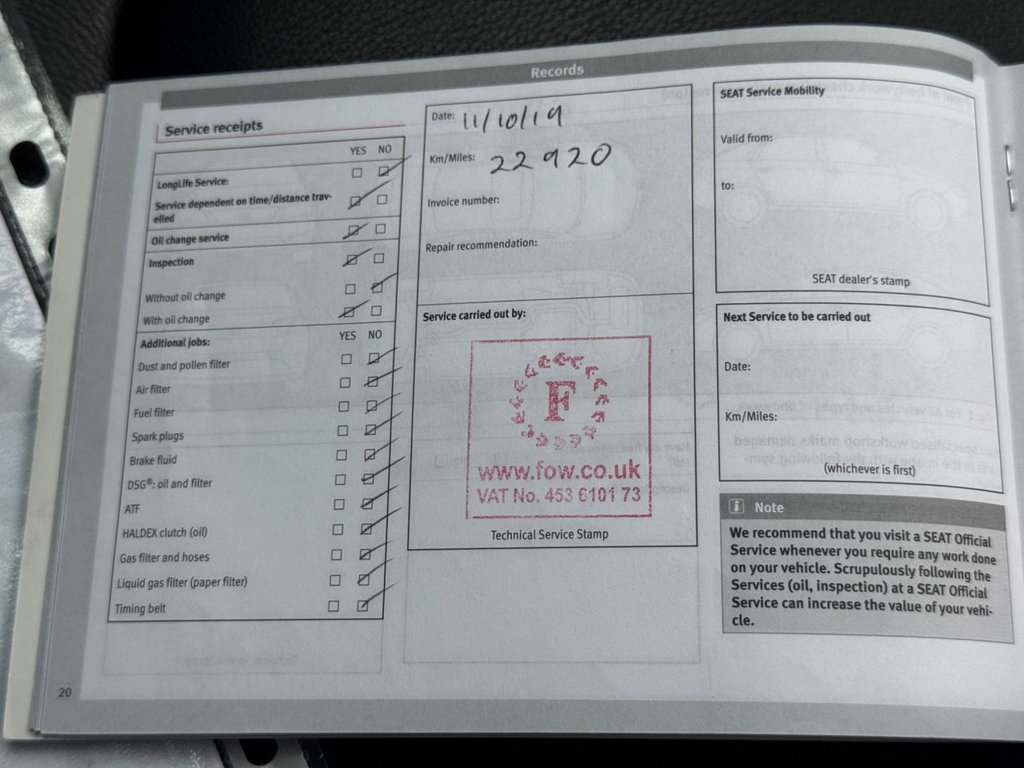 Records
Service receipts
YES NO
LongLife Service:
Service dependent on time/distance trav-
elled
Oil change service
Inspection
Without oil change
With oil change
Additional jobs: YES NO
Dust and pollen filter
Air filter
Fuel filter
Spark plugs
Brake fluid
DSG®: oil and filter
ATF
HALDEX clutch (oil)
Gas filter and hoses
Liquid gas filter (paper filter)
Timing belt
20
Date: 11/10/19
Km/Miles: 22920
Invoice number:
Repair recommendation:
Service carried out by:
F
www.fow.co.uk
VAT No. 453 6101 73
Technical Service Stamp
SEAT Service Mobility
Valid from:
to:
SEAT dealer's stamp
Next Service to be carried out
Date:
Km/Miles:
(whichever is first)
i Note
We recommend that you visit a SEAT Official
Service whenever you require any work done
on your vehicle. Scrupulously following the
Services (oil, inspection) at a SEAT Official
Service can increase the value of your vehi-
cle.